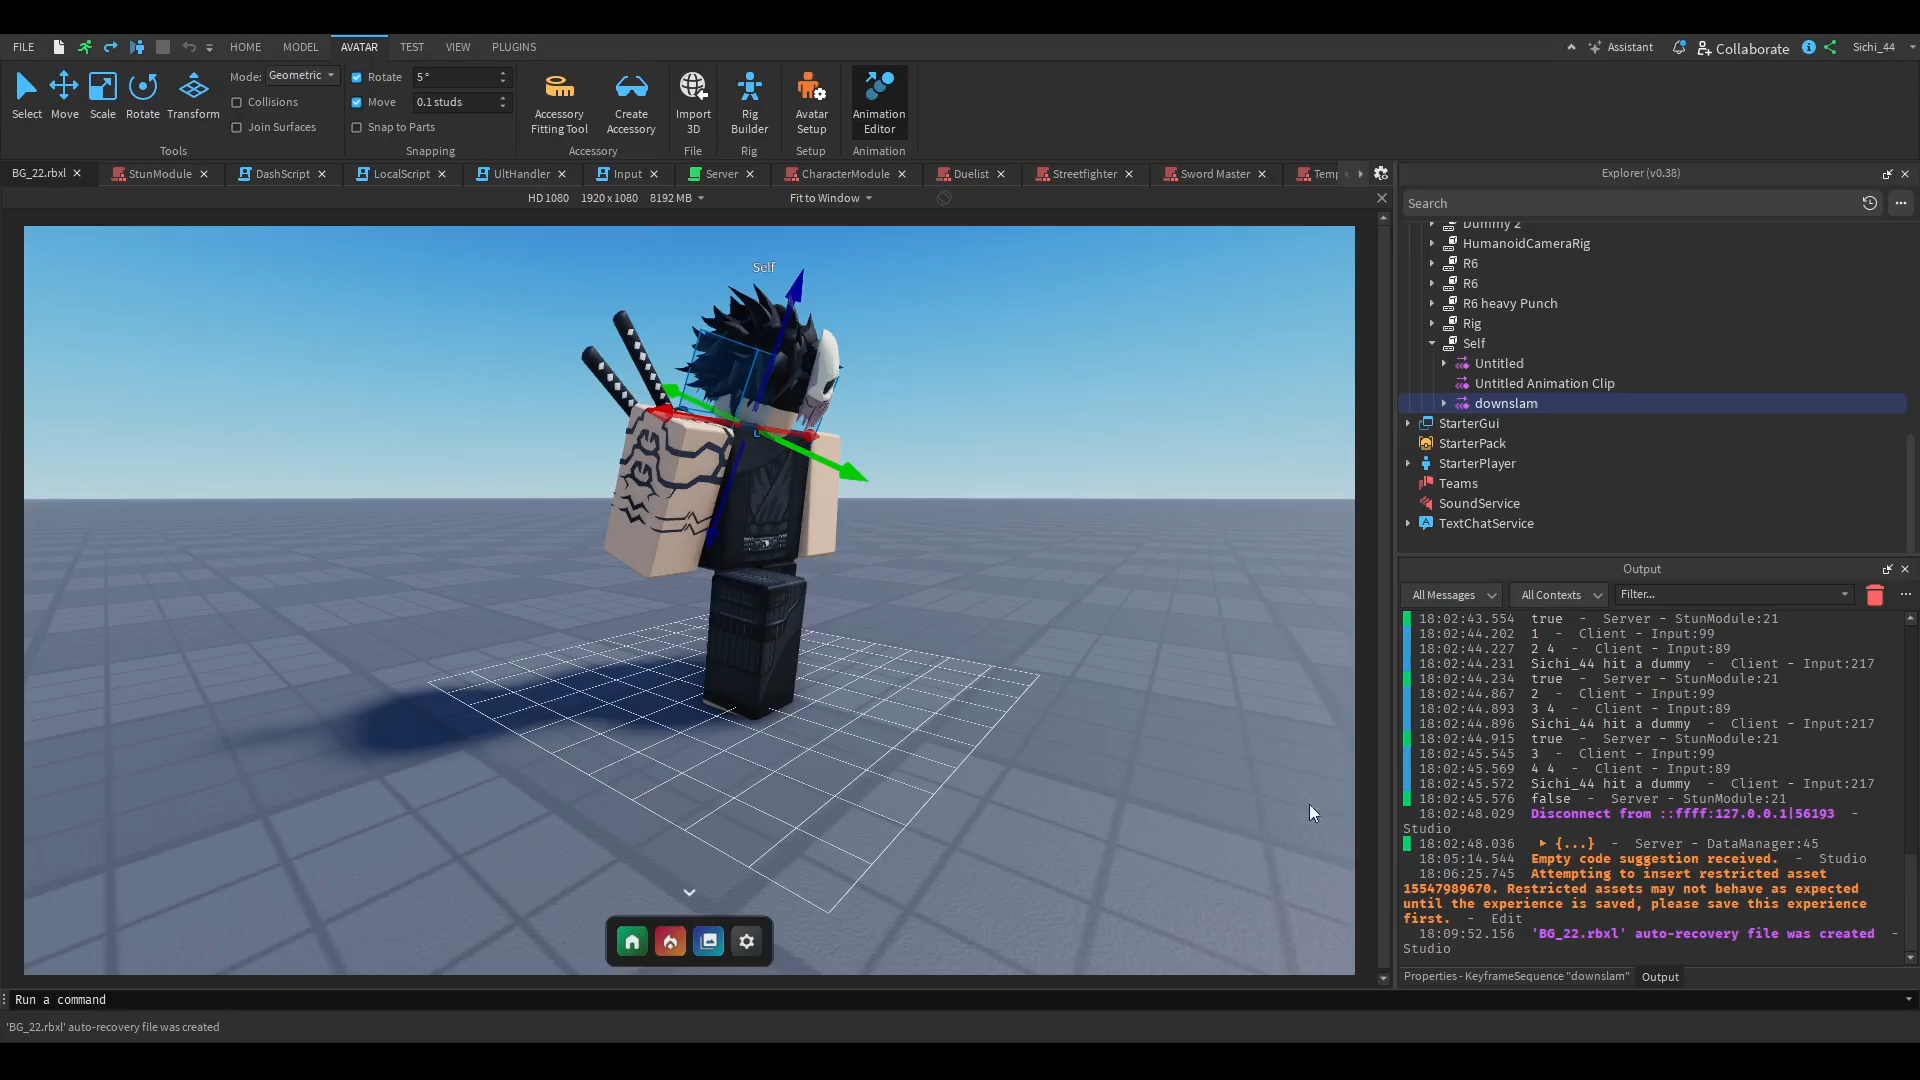 FILE HOME MODEL AVATAR TEST VIEW PLUGINS Assistant Collaborate Sichi_44
Select Move Scale Rotate Transform
Mode: Geometric
Collisions
Join Surfaces
Tools
Rotate 5°
Move 0.1 studs
Snap to Parts
Snapping
Accessory Fitting Tool
Create Accessory
Accessory
Import 3D
File
Rig Builder
Rig
Avatar Setup
Setup
Animation Editor
Animation
BG_22.rbxl StunModule DashScript LocalScript UltHandler Input Server CharacterModule Duelist Streetfighter Sword Master Temp
HD 1080 1920 x 1080 8192 MB Fit to Window
Self
Explorer (v0.38)
Search
Dummy 2
HumanoidCameraRig
R6
R6
R6 heavy Punch
Rig
Self
Untitled
Untitled Animation Clip
downslam
StarterGui
StarterPack
StarterPlayer
Teams
SoundService
TextChatService
Output
All Messages All Contexts Filter...
18:02:43.554 true - Server - StunModule:21
18:02:44.202 1 - Client - Input:99
18:02:44.227 2 4 - Client - Input:89
18:02:44.231 Sichi_44 hit a dummy - Client - Input:217
18:02:44.234 true - Server - StunModule:21
18:02:44.867 2 - Client - Input:99
18:02:44.893 3 4 - Client - Input:89
18:02:44.896 Sichi_44 hit a dummy - Client - Input:217
18:02:44.915 true - Server - StunModule:21
18:02:45.545 3 - Client - Input:99
18:02:45.569 4 4 - Client - Input:89
18:02:45.572 Sichi_44 hit a dummy - Client - Input:217
18:02:45.576 false - Server - StunModule:21
18:02:48.029 Disconnect from ::ffff:127.0.0.1|56193 -
Studio
18:02:48.036 {...} - Server - DataManager:45
18:05:14.544 Empty code suggestion received. - Studio
18:06:25.745 Attempting to insert restricted asset
15547989670. Restricted assets may not behave as expected
until the experience is saved, please save this experience
first. - Edit
18:09:52.156 'BG_22.rbxl' auto-recovery file was created -
Studio
Properties - KeyframeSequence "downslam" Output
Run a command
'BG_22.rbxl' auto-recovery file was created